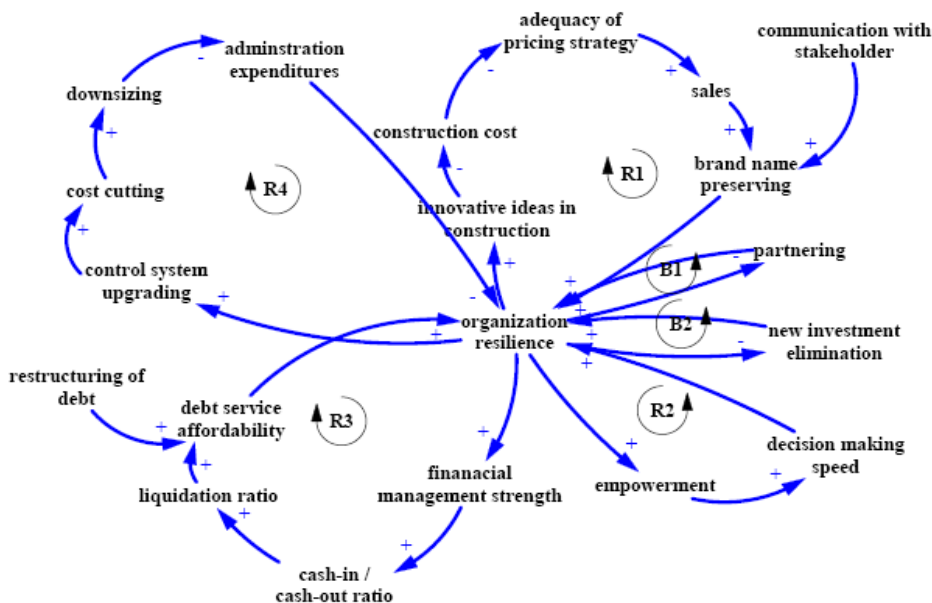 adequacy of
pricing strategy
communication with
stakeholder
adminstration
expenditures
-
-
+
downsizing
sales
+
construction cost
+
+
brand name
preserving
R4
R1
-
cost cutting
innovative ideas in
construction
+
partnering
-
+
B1
control system
upgrading
+
+
-
+
organization
resilience
+
+
B2
new investment
elimination
-
+
restructuring of
debt
debt service
affordability
R3
R2
+
+
+
decision making
speed
+
liquidation ratio
finanacial
management strength
empowerment
+
+
+
cash-in /
cash-out ratio